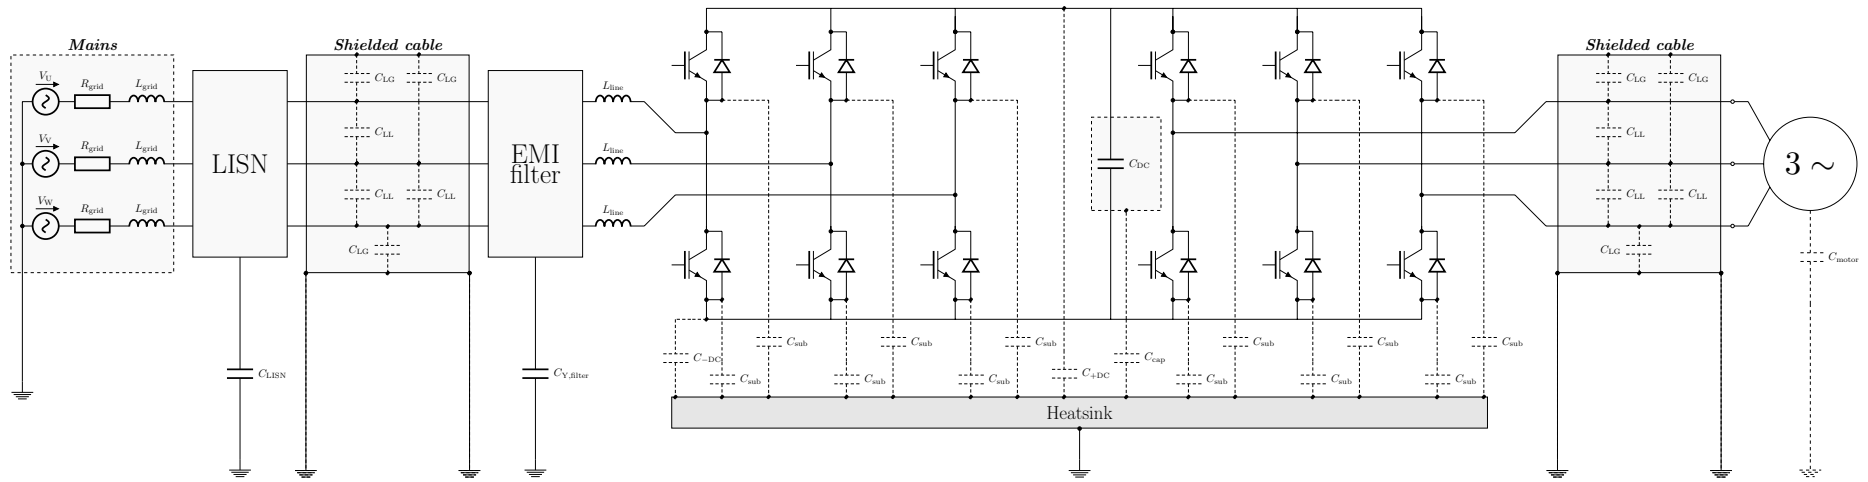 Mains
V_U
R_grid
L_grid
V_V
R_grid
L_grid
V_W
R_grid
L_grid
LISN
C_LISN
Shielded cable
C_LG
C_LG
C_LL
C_LL
C_LL
C_LG
EMI
filter
C_Y,filter
L_line
L_line
L_line
C_DC
C_-DC
C_sub
C_sub
C_sub
C_sub
C_sub
C_sub
C_+DC
C_cap
C_sub
C_sub
C_sub
C_sub
C_sub
C_sub
Heatsink
Shielded cable
C_LG
C_LG
C_LL
C_LL
C_LL
C_LG
3 ∼
C_motor